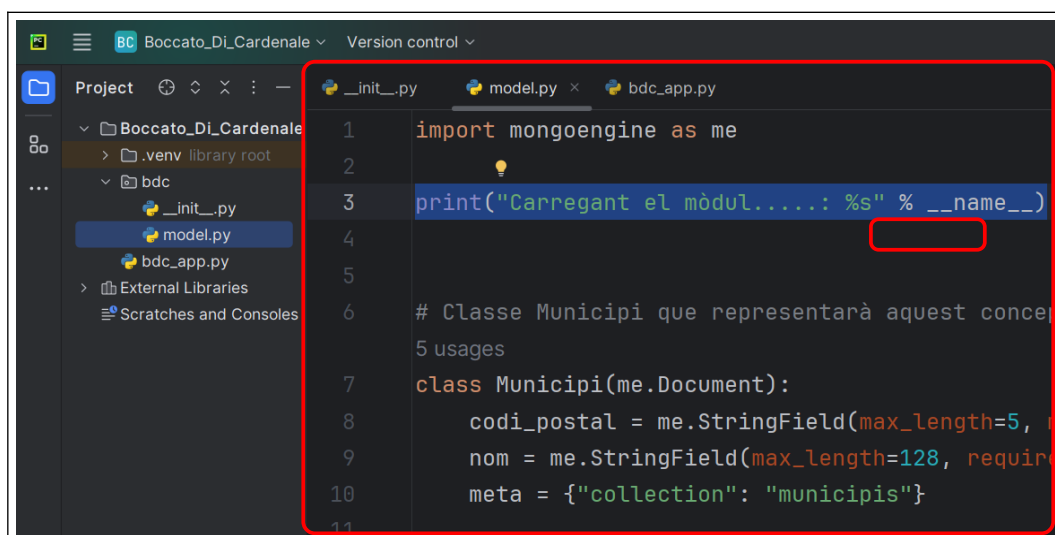 PC BC Boccato_Di_Cardenale Version control
Project
Boccato_Di_Cardenale
.venv library root
bdc
__init__.py
model.py
bdc_app.py
External Libraries
Scratches and Consoles
__init__.py model.py bdc_app.py
1 import mongoengine as me
2
3 print("Carregant el mòdul.....: %s" % __name__)
4
5
6 # Classe Municipi que representarà aquest concep
5 usages
7 class Municipi(me.Document):
8 codi_postal = me.StringField(max_length=5,
9 nom = me.StringField(max_length=128, require
10 meta = {"collection": "municipis"}
11